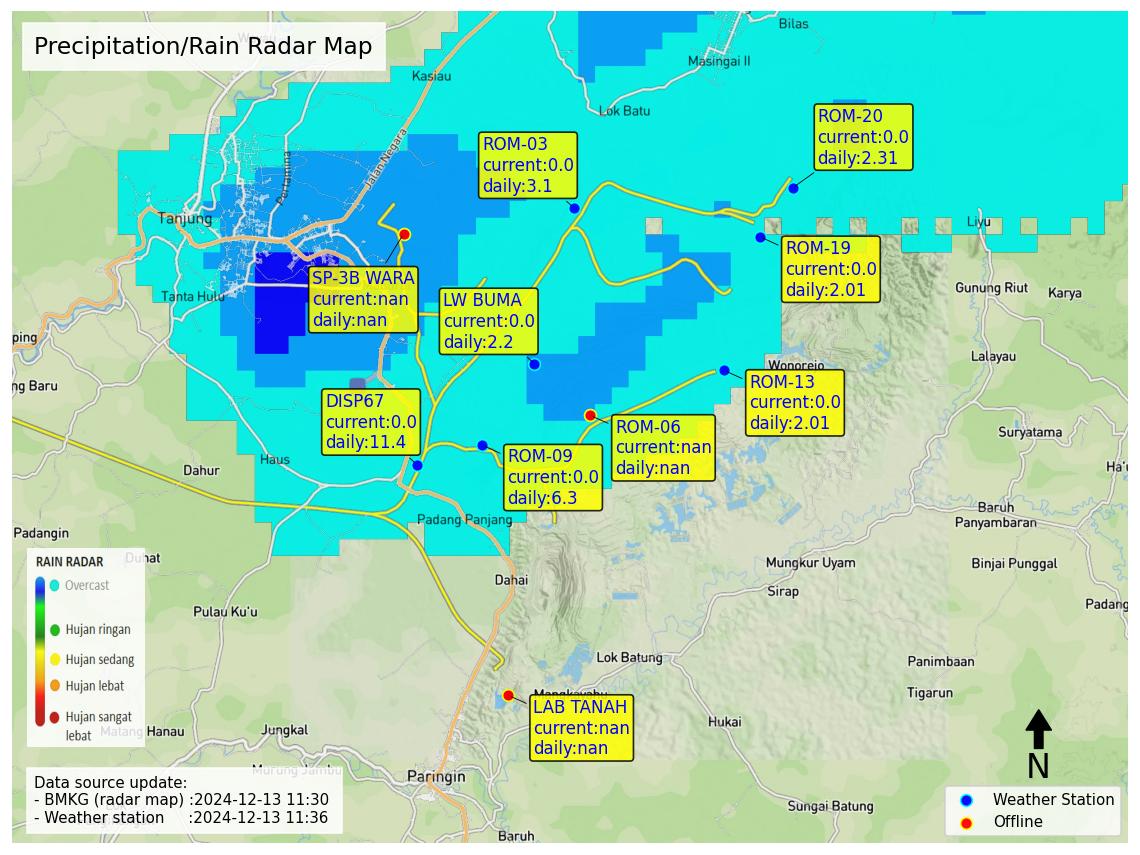 Precipitation/Rain Radar Map
Bilas
Masingai II
Kasiau
Lok Batu
ROM-20
current:0.0
daily:2.31
ROM-03
current:0.0
daily:3.1
Jalan Negara
Pertamina
Tanjung
Liyu
ROM-19
current:0.0
daily:2.01
SP-3B WARA
current:nan
daily:nan
Tanta Hulu
LW BUMA
current:0.0
daily:2.2
Gunung Riut
Karya
ping
Lalayau
Wonorejo
ng Baru
ROM-13
current:0.0
daily:2.01
DISP67
current:0.0
daily:11.4
ROM-06
current:nan
daily:nan
Suryatama
Haus
Dahur
ROM-09
current:0.0
daily:6.3
Ha'u
Baruh
Panyambaran
Padang Panjang
Padangin
Duhat
Mungkur Uyam
Binjai Punggal
RAIN RADAR
Overcast
Hujan ringan
Hujan sedang
Hujan lebat
Hujan sangat
lebat
Dahai
Sirap
Padang
Pulau Ku'u
Lok Batung
Panimbaan
Tigarun
Mangkayahu
LAB TANAH
current:nan
daily:nan
Hukai
Matang Hanau
Jungkal
Murung Jambu
Paringin
N
Data source update:
- BMKG (radar map) :2024-12-13 11:30
- Weather station :2024-12-13 11:36
Sungai Batung
Baruh
Weather Station
Offline